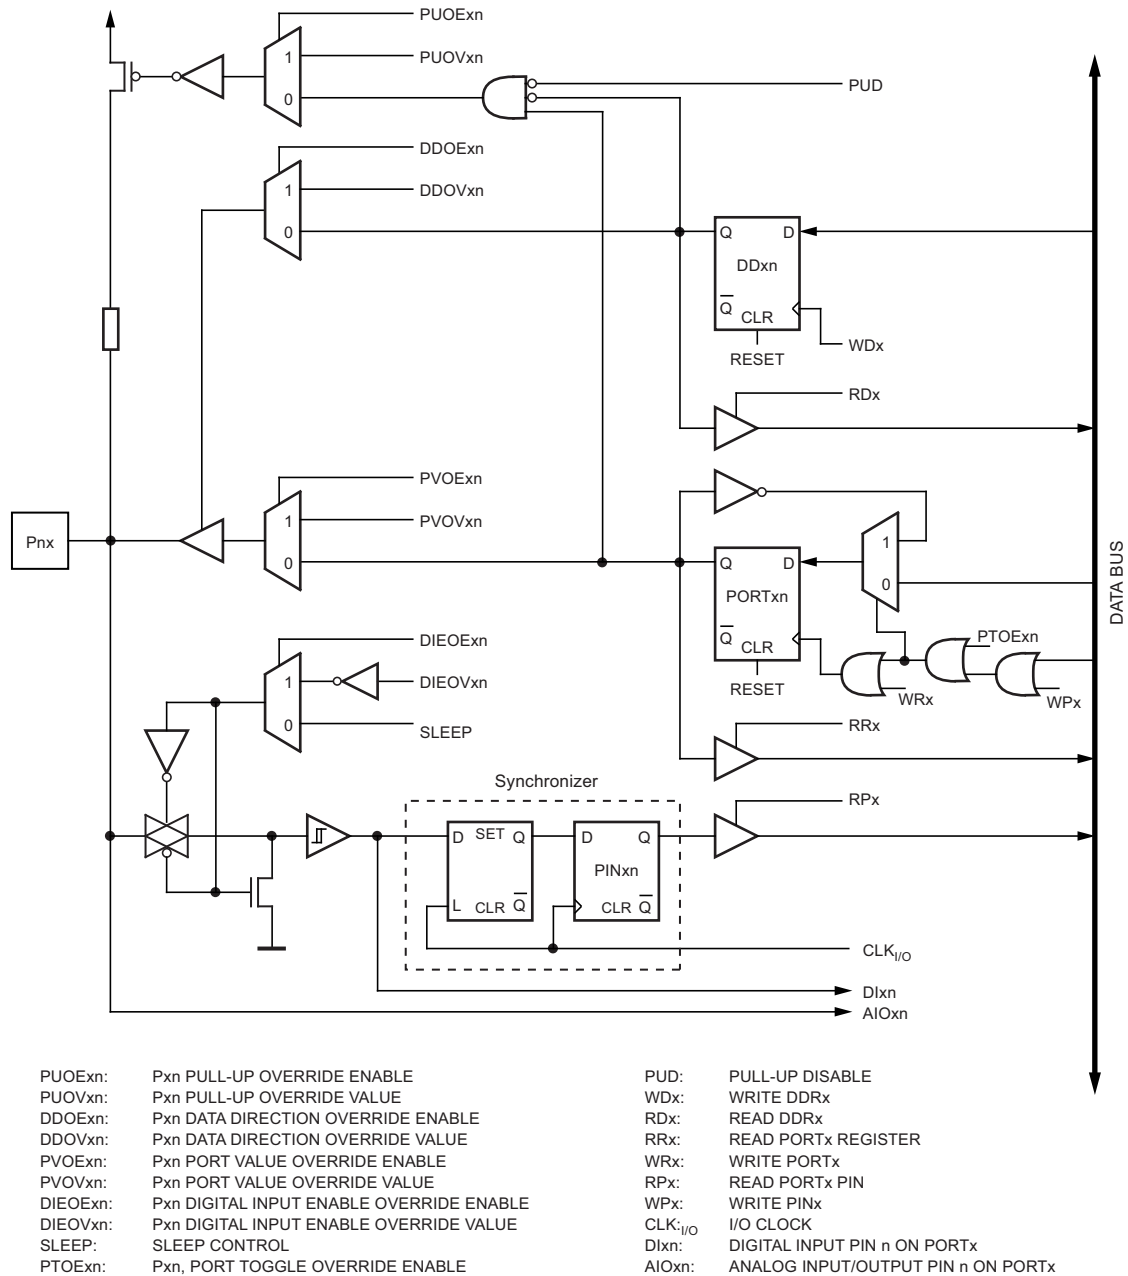 PUOExn
PUOVxn
1
0
PUD
DDOExn
DDOVxn
1
0
Q D
DDxn
Q
CLR
RESET
WDx
RDx
PVOExn
PVOVxn
1
0
Pnx
Q D
PORTxn
Q
CLR
RESET
1
0
DATA BUS
PTOExn
WRx
WPx
DIEOExn
DIEOVxn
1
0
SLEEP
RRx
Synchronizer
RPx
D SET Q
L CLR Q
D Q
PINxn
CLR Q
CLKI/O
DIxn
AIOxn
PUOExn: Pxn PULL-UP OVERRIDE ENABLE
PUOVxn: Pxn PULL-UP OVERRIDE VALUE
DDOExn: Pxn DATA DIRECTION OVERRIDE ENABLE
DDOVxn: Pxn DATA DIRECTION OVERRIDE VALUE
PVOExn: Pxn PORT VALUE OVERRIDE ENABLE
PVOVxn: Pxn PORT VALUE OVERRIDE VALUE
DIEOExn: Pxn DIGITAL INPUT ENABLE OVERRIDE ENABLE
DIEOVxn: Pxn DIGITAL INPUT ENABLE OVERRIDE VALUE
SLEEP: SLEEP CONTROL
PTOExn: Pxn, PORT TOGGLE OVERRIDE ENABLE
PUD: PULL-UP DISABLE
WDx: WRITE DDRx
RDx: READ DDRx
RRx: READ PORTx REGISTER
WRx: WRITE PORTx
RPx: READ PORTx PIN
WPx: WRITE PINx
CLK:I/O I/O CLOCK
DIxn: DIGITAL INPUT PIN n ON PORTx
AIOxn: ANALOG INPUT/OUTPUT PIN n ON PORTx